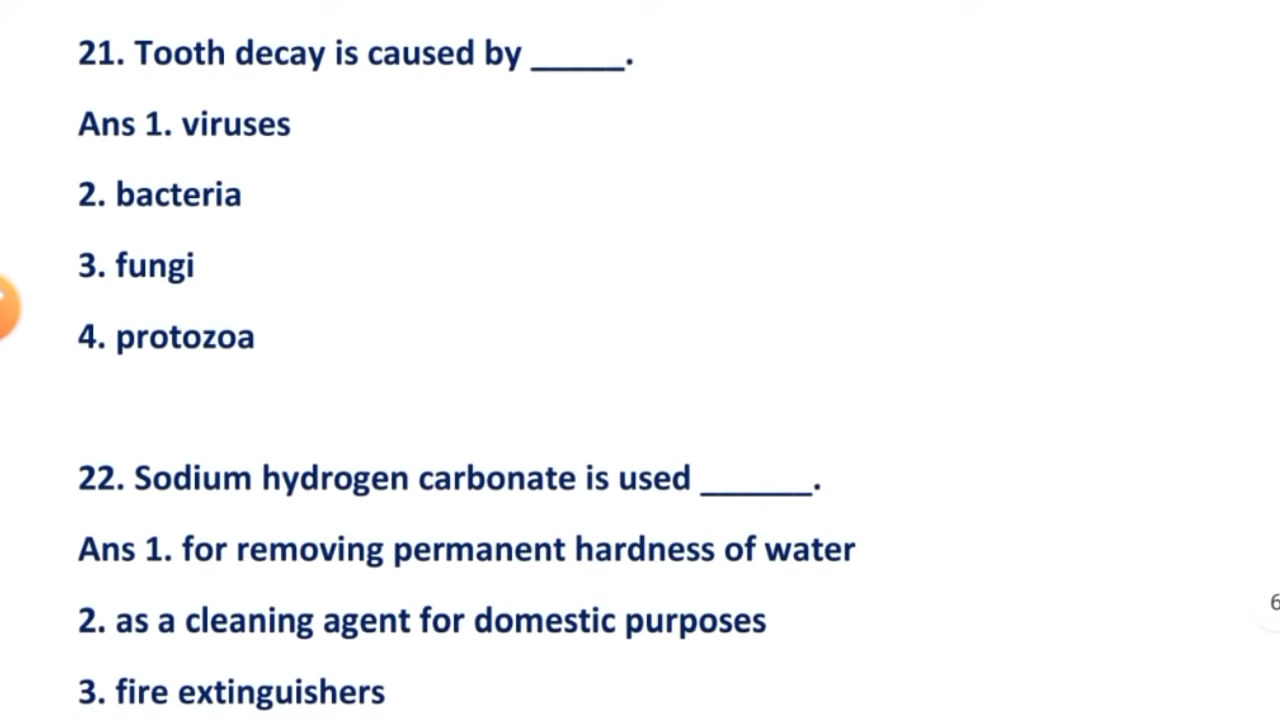 21. Tooth decay is caused by _____.
Ans 1. viruses
2. bacteria
3. fungi
4. protozoa
22. Sodium hydrogen carbonate is used ______.
Ans 1. for removing permanent hardness of water
2. as a cleaning agent for domestic purposes
6
3. fire extinguishers